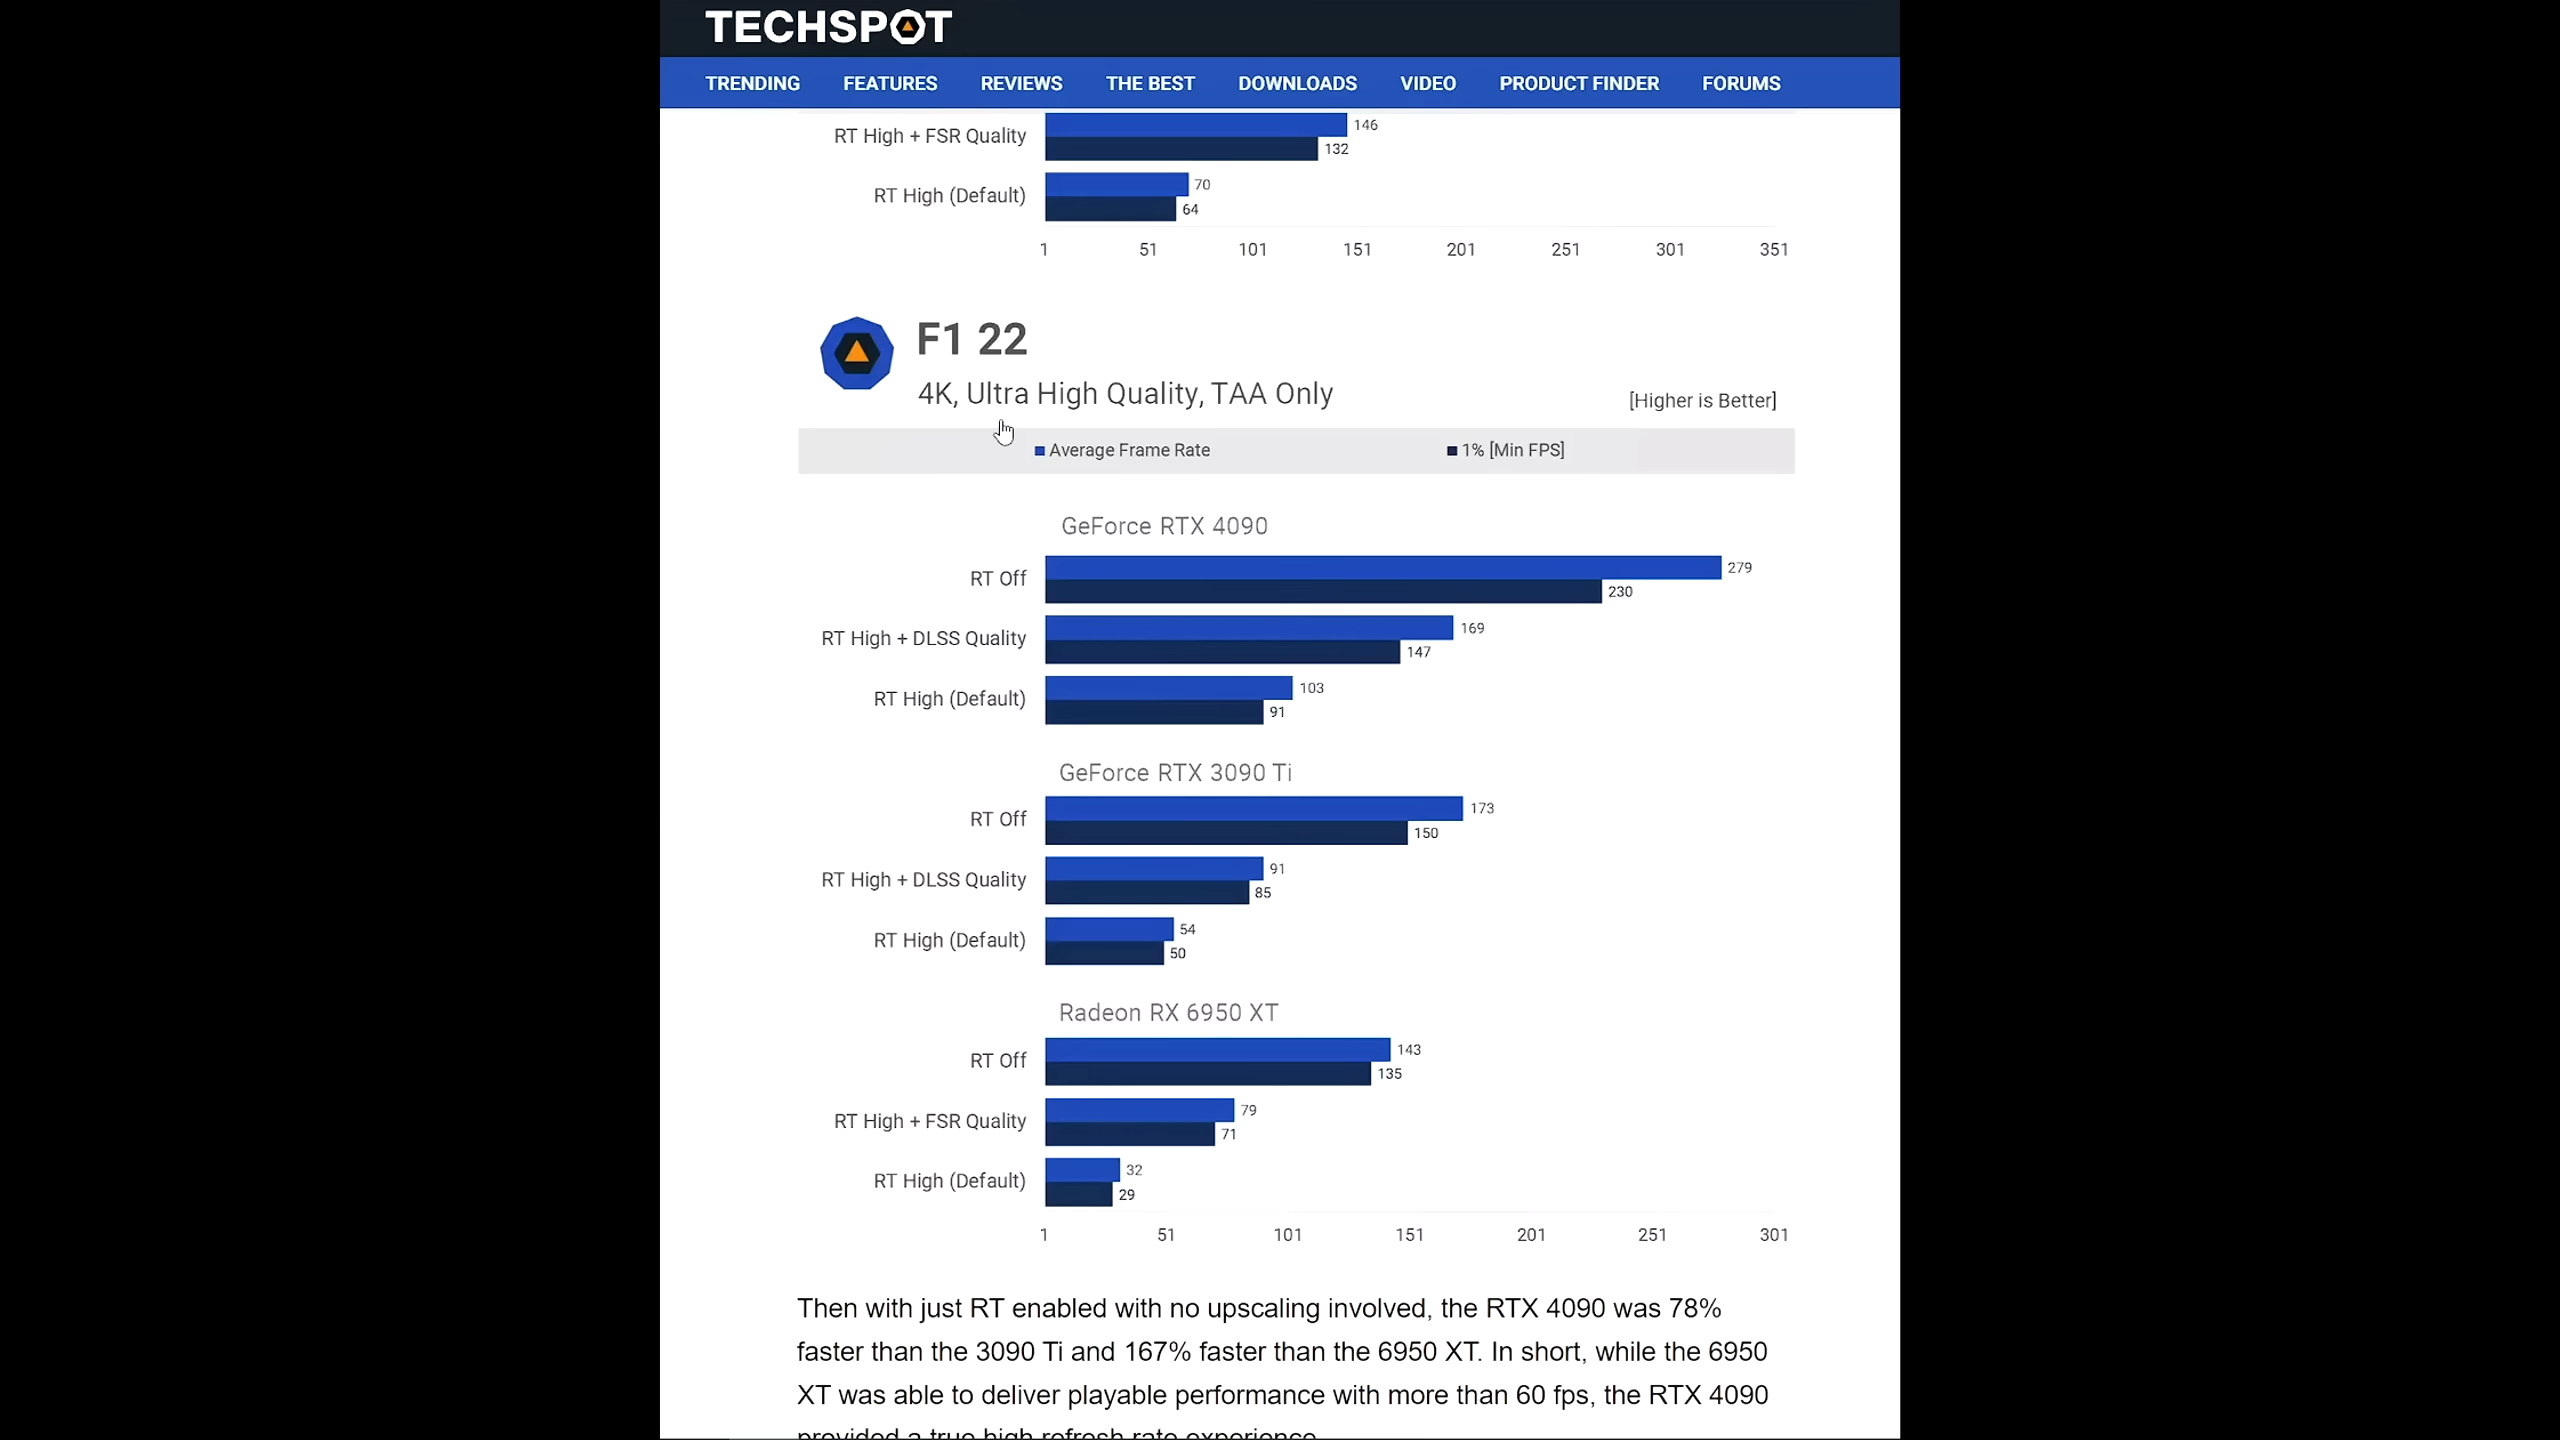 TECHSPOT
TRENDING FEATURES REVIEWS THE BEST DOWNLOADS VIDEO PRODUCT FINDER FORUMS
RT High + FSR Quality 146
132
RT High (Default) 70
64
1 51 101 151 201 251 301 351
F1 22
4K, Ultra High Quality, TAA Only
[Higher is Better]
Average Frame Rate 1% [Min FPS]
GeForce RTX 4090
RT Off 279
230
RT High + DLSS Quality 169
147
RT High (Default) 103
91
GeForce RTX 3090 Ti
RT Off 173
150
RT High + DLSS Quality 91
85
RT High (Default) 54
50
Radeon RX 6950 XT
RT Off 143
135
RT High + FSR Quality 79
71
RT High (Default) 32
29
1 51 101 151 201 251 301
Then with just RT enabled with no upscaling involved, the RTX 4090 was 78%
faster than the 3090 Ti and 167% faster than the 6950 XT. In short, while the 6950
XT was able to deliver playable performance with more than 60 fps, the RTX 4090
provided a true high refresh rate experience